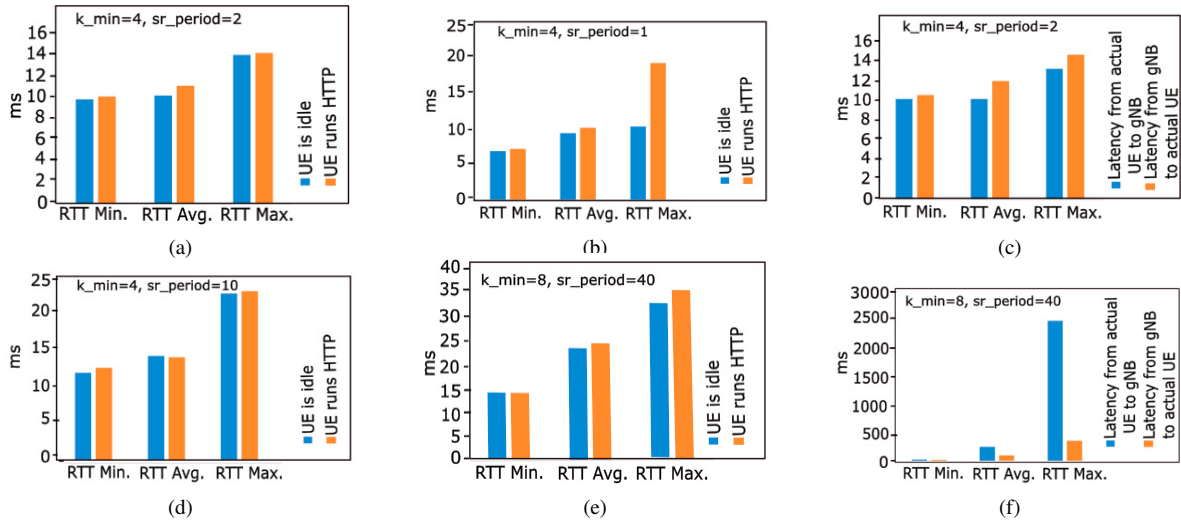 k_min=4, sr_period=2
16
14
12
10
8
6
4
2
0
ms
RTT Min. RTT Avg. RTT Max.
UE is idle
UE runs HTTP
(a)
k_min=4, sr_period=1
25
20
15
10
5
0
ms
RTT Min. RTT Avg. RTT Max.
UE is idle
UE runs HTTP
(b)
k_min=4, sr_period=2
16
14
12
10
8
6
4
2
0
ms
RTT Min. RTT Avg. RTT Max.
Latency from actual
UE to gNB
Latency from gNB
to actual UE
(c)
k_min=4, sr_period=10
25
20
15
10
5
0
ms
RTT Min. RTT Avg. RTT Max.
UE is idle
UE runs HTTP
(d)
k_min=8, sr_period=40
40
35
30
25
20
15
10
5
0
ms
RTT Min. RTT Avg. RTT Max.
UE is idle
UE runs HTTP
(e)
k_min=8, sr_period=40
3000
2500
2000
1500
1000
500
0
ms
RTT Min. RTT Avg. RTT Max.
Latency from actual
UE to gNB
Latency from gNB
to actual UE
(f)